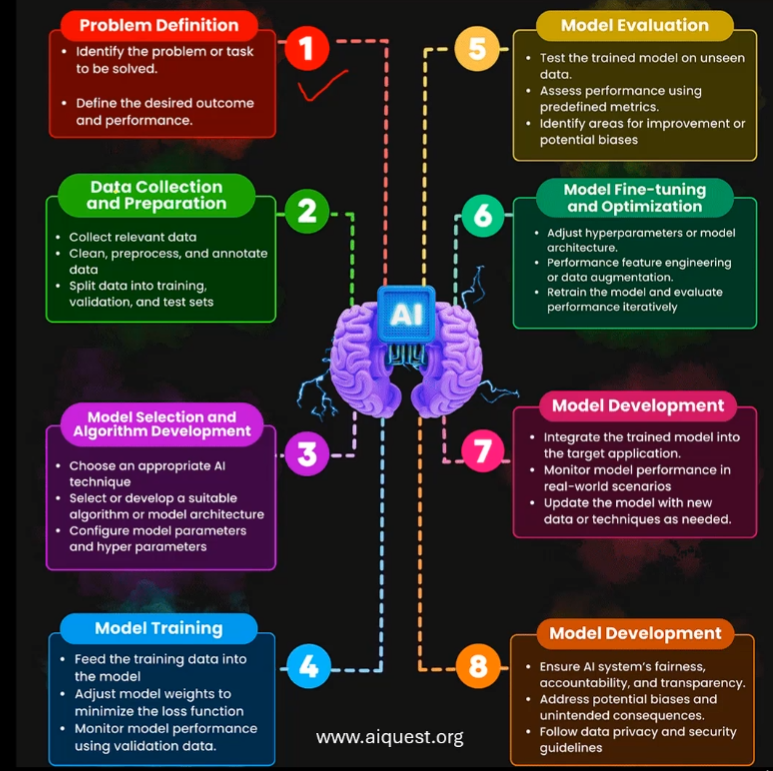 Problem Definition
• Identify the problem or task
to be solved.
• Define the desired outcome
and performance.
1
Data Collection
and Preparation
• Collect relevant data
• Clean, preprocess, and annotate
data
• Split data into training,
validation, and test sets
2
Model Selection and
Algorithm Development
• Choose an appropriate AI
technique
• Select or develop a suitable
algorithm or model architecture
• Configure model parameters
and hyper parameters
3
Model Training
• Feed the training data into
the model
• Adjust model weights to
minimize the loss function
• Monitor model performance
using validation data.
4
AI
5
Model Evaluation
• Test the trained model on unseen
data.
• Assess performance using
predefined metrics.
• Identify areas for improvement or
potential biases
6
Model Fine-tuning
and Optimization
• Adjust hyperparameters or model
architecture.
• Performance feature engineering
or data augmentation.
• Retrain the model and evaluate
performance iteratively
7
Model Development
• Integrate the trained model into
the target application.
• Monitor model performance in
real-world scenarios
• Update the model with new
data or techniques as needed.
8
Model Development
• Ensure AI system's fairness,
accountability, and transparency.
• Address potential biases and
unintended consequences.
• Follow data privacy and security
guidelines
www.aiquest.org